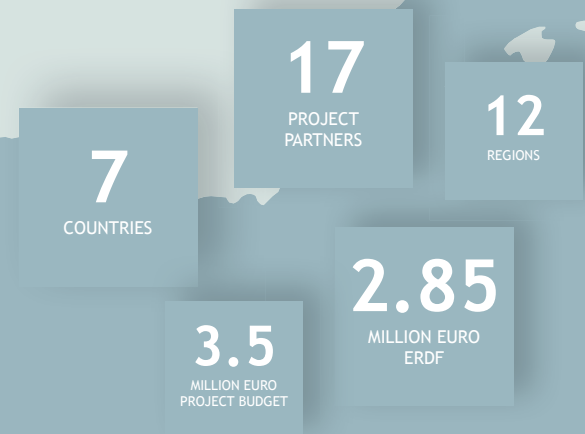 17
PROJECT
PARTNERS
12
REGIONS
7
COUNTRIES
2.85
MILLION EURO
ERDF
3.5
MILLION EURO
PROJECT BUDGET